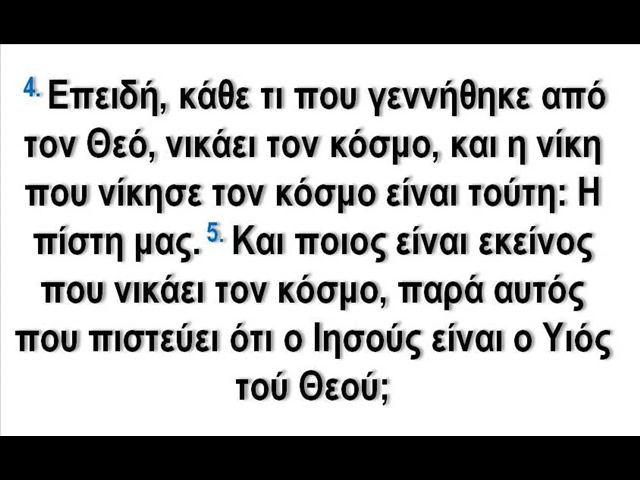 4. Επειδή, κάθε τι που γεννήθηκε από
τον Θεό, νικάει τον κόσμο, και η νίκη
που νίκησε τον κόσμο είναι τούτη: Η
πίστη μας. 5. Και ποιος είναι εκείνος
που νικάει τον κόσμο, παρά αυτός
που πιστεύει ότι ο Ιησούς είναι ο Υιός
τού Θεού;